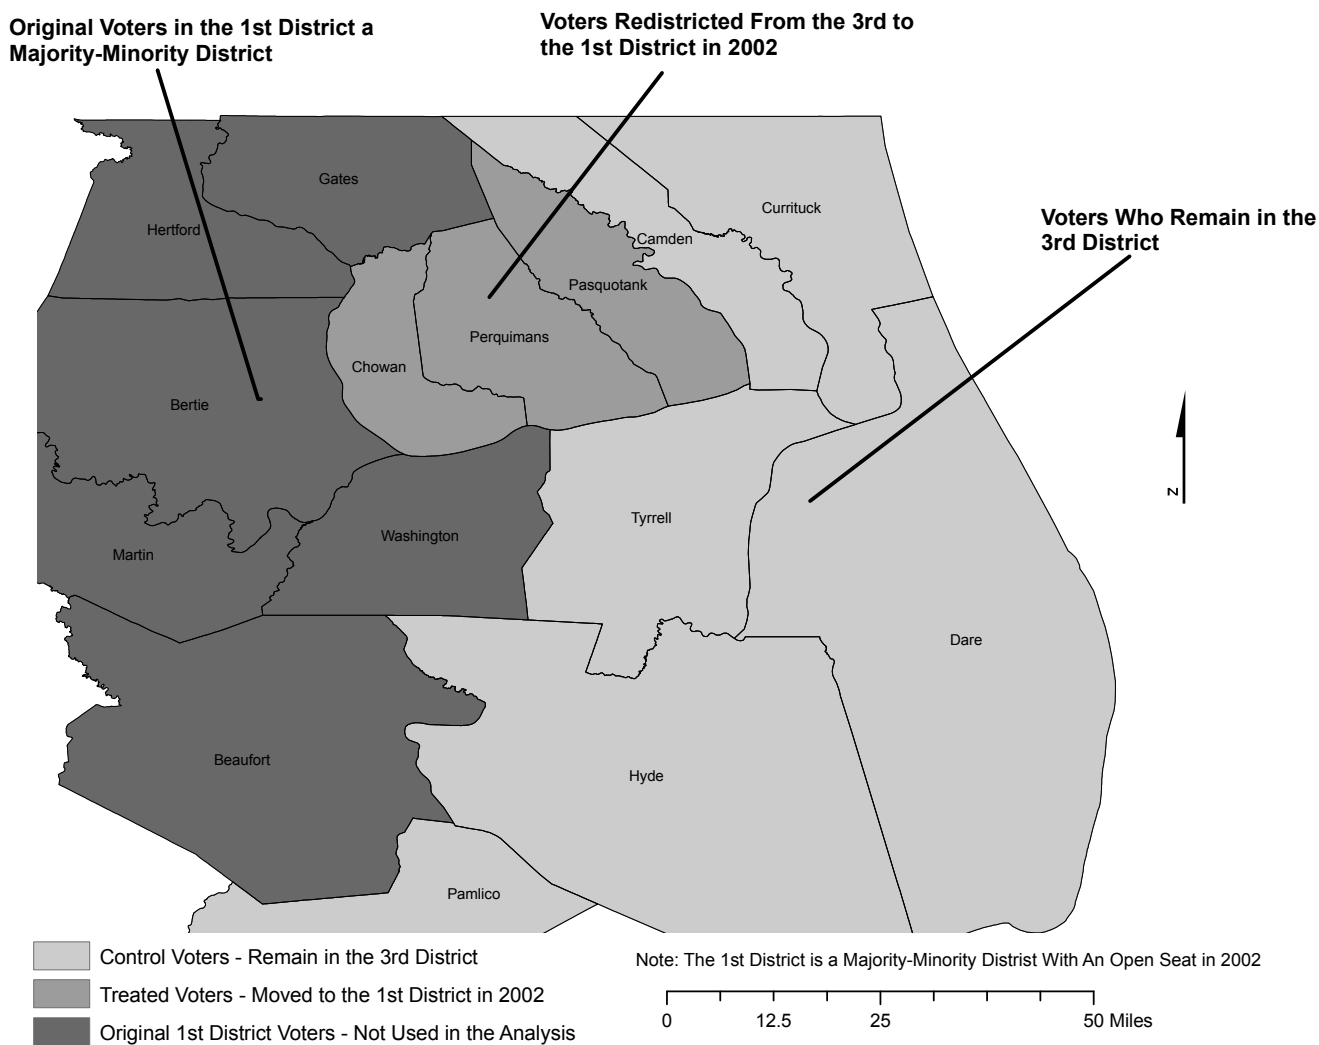 Original Voters in the 1st District a
Majority-Minority District
Voters Redistricted From the 3rd to
the 1st District in 2002
Voters Who Remain in the
3rd District
Gates
Hertford
Currituck
Camden
Pasquotank
Perquimans
Chowan
Bertie
Tyrrell
Washington
Martin
Dare
Beaufort
Hyde
Pamlico
N
Control Voters - Remain in the 3rd District
Treated Voters - Moved to the 1st District in 2002
Original 1st District Voters - Not Used in the Analysis
Note: The 1st District is a Majority-Minority Distrist With An Open Seat in 2002
0 12.5 25 50 Miles